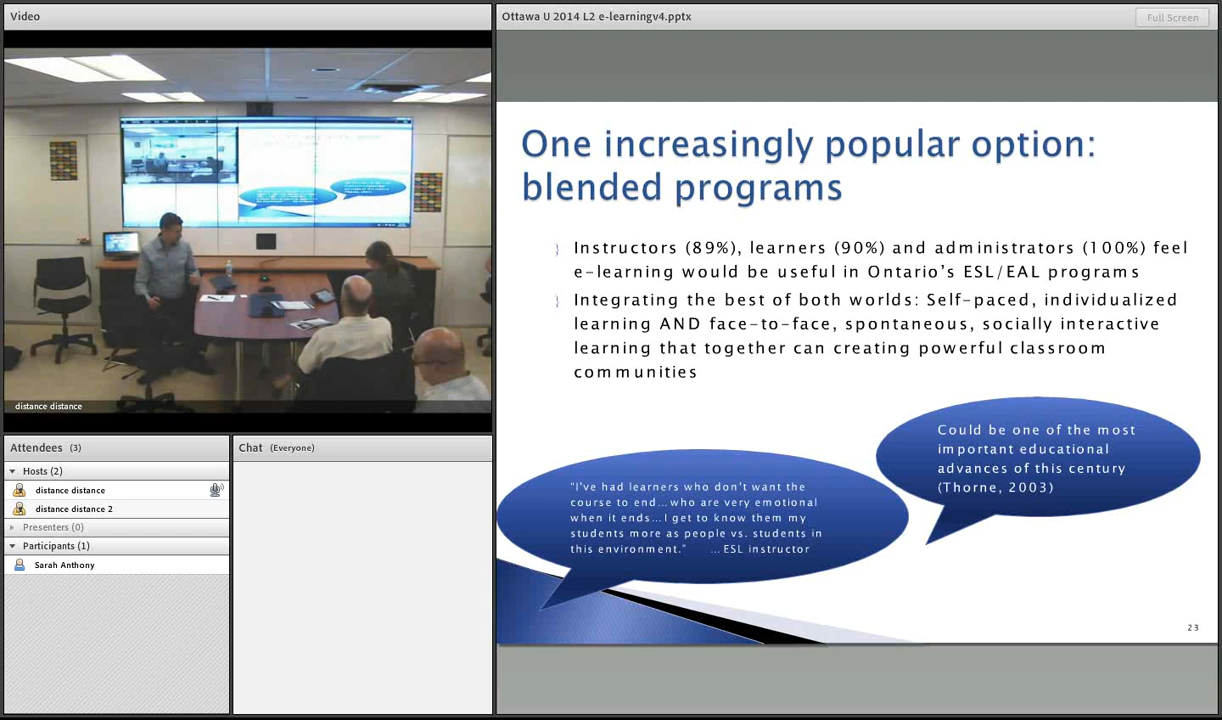 Video
distance distance
Attendees (3)
Hosts (2)
distance distance
distance distance 2
Presenters (0)
Participants (1)
Sarah Anthony
Chat (Everyone)
Ottawa U 2014 L2 e-learningv4.pptx
Full Screen
One increasingly popular option:
blended programs
Instructors (89%), learners (90%) and administrators (100%) feel
e-learning would be useful in Ontario's ESL/EAL programs
Integrating the best of both worlds: Self-paced, individualized
learning AND face-to-face, spontaneous, socially interactive
learning that together can creating powerful classroom
communities
Could be one of the most
important educational
advances of this century
(Thorne, 2003)
"I've had learners who don't want the
course to end…who are very emotional
when it ends…I get to know them my
students more as people vs. students in
this environment." …ESL instructor
23